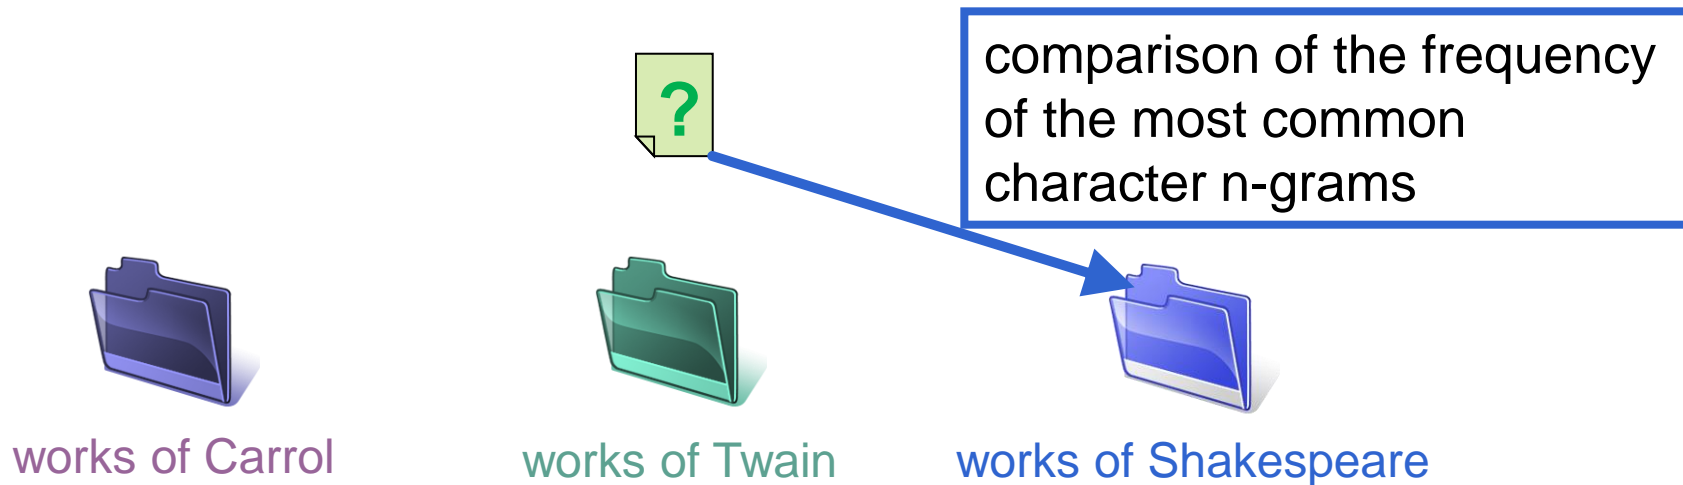 ?
comparison of the frequency
of the most common
character n-grams
works of Carrol
works of Twain
works of Shakespeare